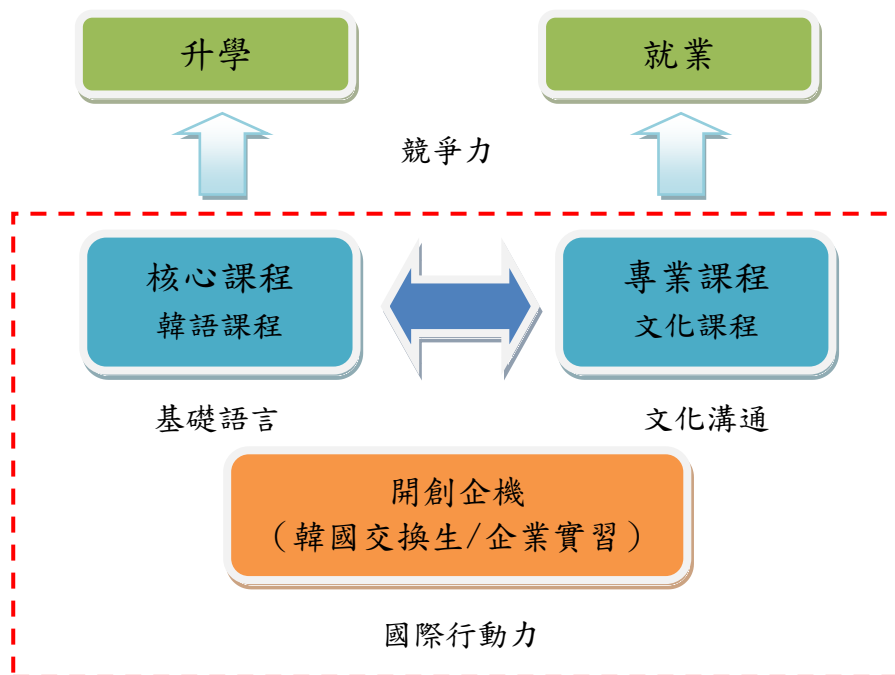 升學
就業
競爭力
核心課程
韓語課程
專業課程
文化課程
基礎語言
文化溝通
開創企機
（韓國交換生/企業實習）
國際行動力